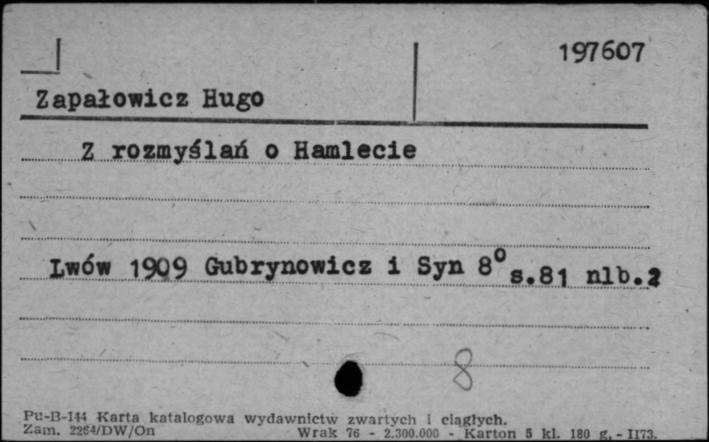 197607
Zapałowicz Hugo
Z rozmyślań o Hamlecie
Lwów 1909 Gubrynowicz i Syn 8° s.81 nlb.2
8
Pu-B-144 Karta katalogowa wydawnictw zwartych i ciągłych.
Zam. 2264/DW/On Wrak 76 - 2.300.000 - Karton 5 kl. 180 g. - II73.